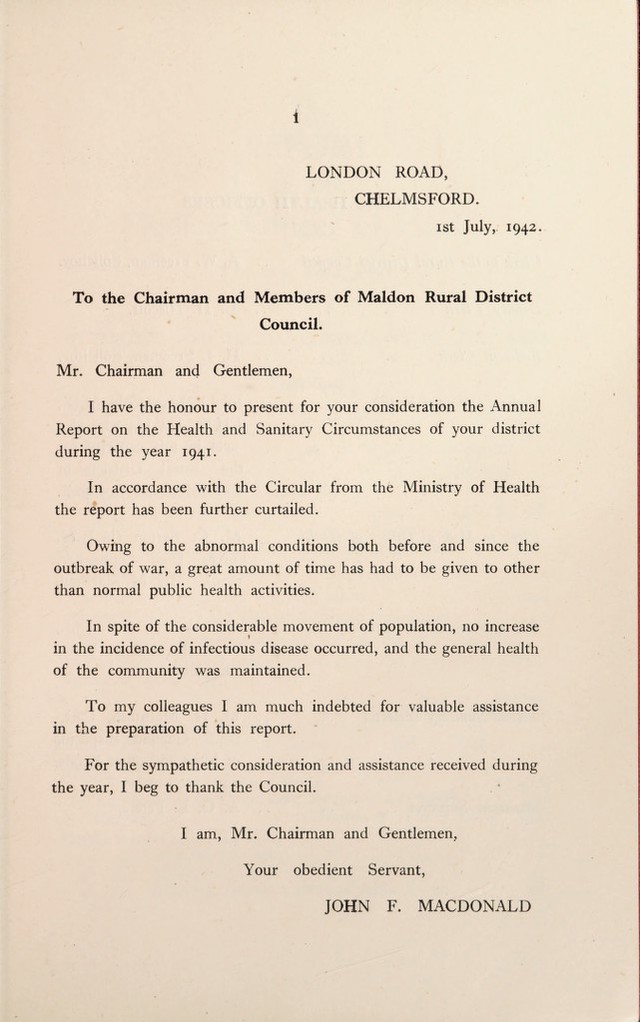 1
LONDON ROAD,
CHELMSFORD.
1st July, 1942.
To the Chairman and Members of Maldon Rural District
Council.
Mr. Chairman and Gentlemen,
I have the honour to present for your consideration the Annual
Report on the Health and Sanitary Circumstances of your district
during the year 1941.
In accordance with the Circular from the Ministry of Health
the report has been further curtailed.
Owing to the abnormal conditions both before and since the
outbreak of war, a great amount of time has had to be given to other
than normal public health activities.
In spite of the considerable movement of population, no increase
in the incidence of infectious disease occurred, and the general health
of the community was maintained.
To my colleagues I am much indebted for valuable assistance
in the preparation of this report.
For the sympathetic consideration and assistance received during
the year, I beg to thank the Council.
I am, Mr. Chairman and Gentlemen,
Your obedient Servant,
JOHN F. MACDONALD